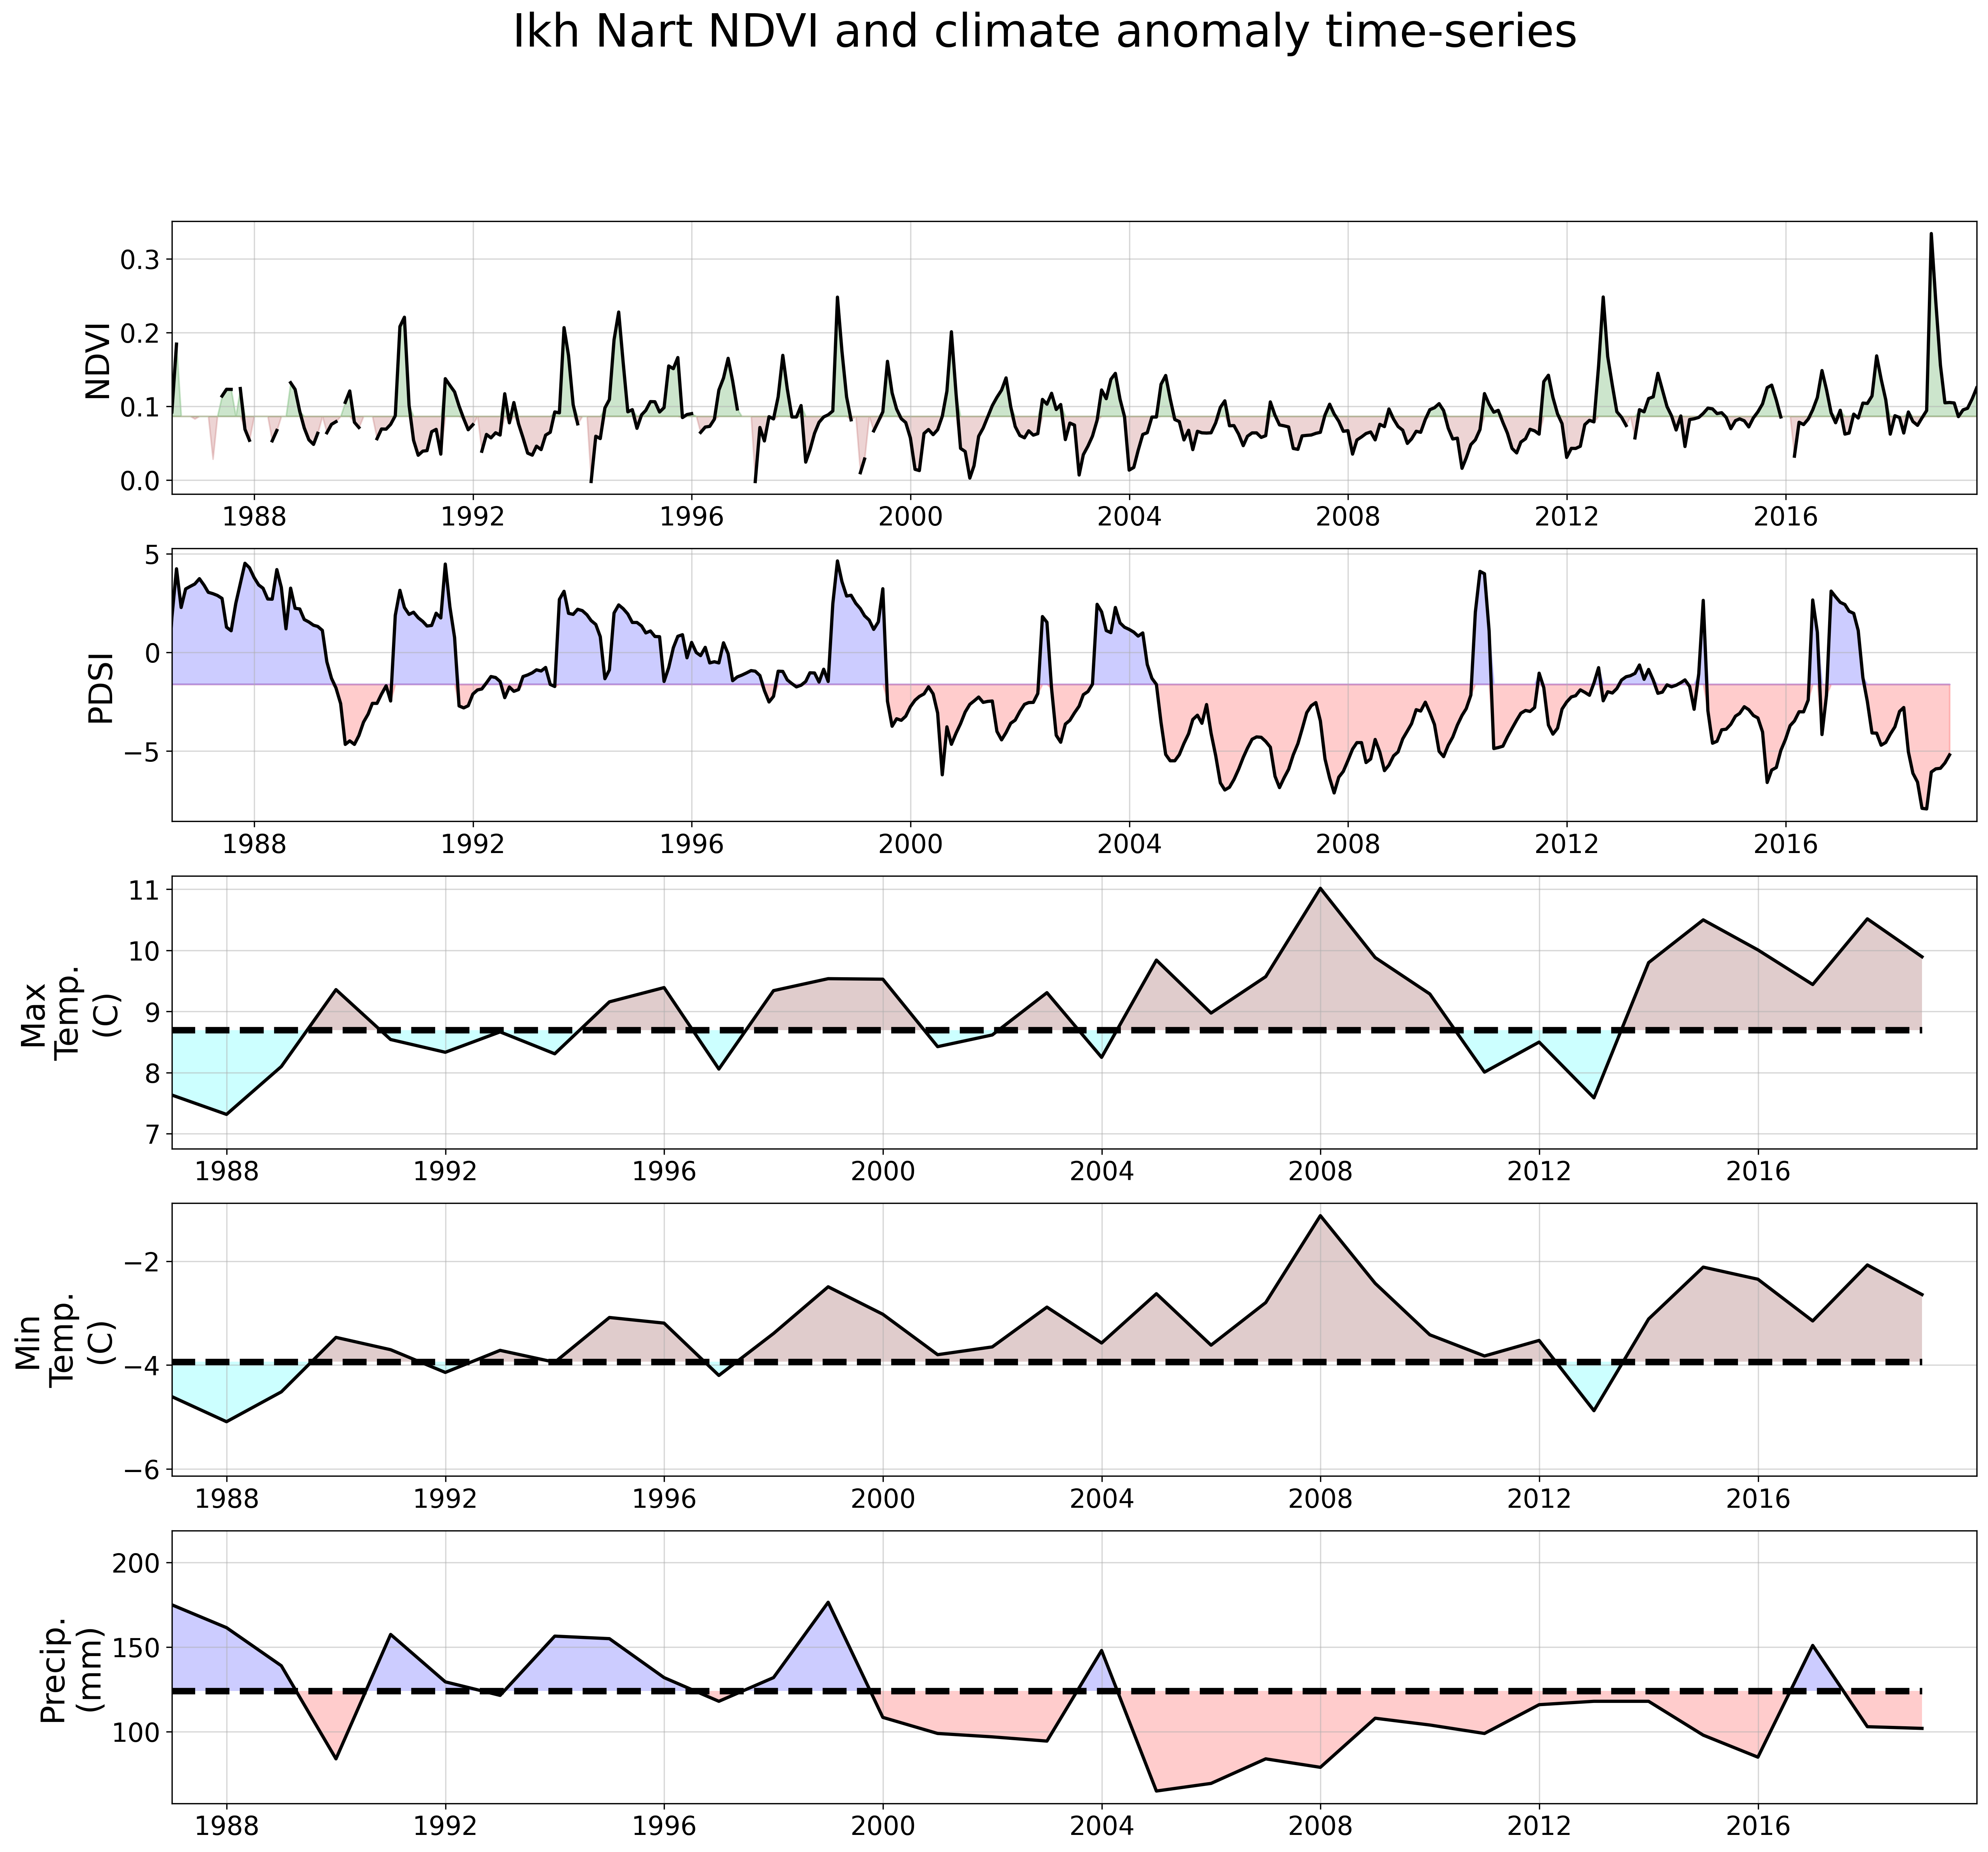 Ikh Nart NDVI and climate anomaly time-series
NDVI
0.3
0.2
0.1
0.0
1988 1992 1996 2000 2004 2008 2012 2016
PDSI
5
0
−5
1988 1992 1996 2000 2004 2008 2012 2016
Max
Temp.
(C)
11
10
9
8
7
1988 1992 1996 2000 2004 2008 2012 2016
Min
Temp.
(C)
−2
−4
−6
1988 1992 1996 2000 2004 2008 2012 2016
Precip.
(mm)
200
150
100
1988 1992 1996 2000 2004 2008 2012 2016